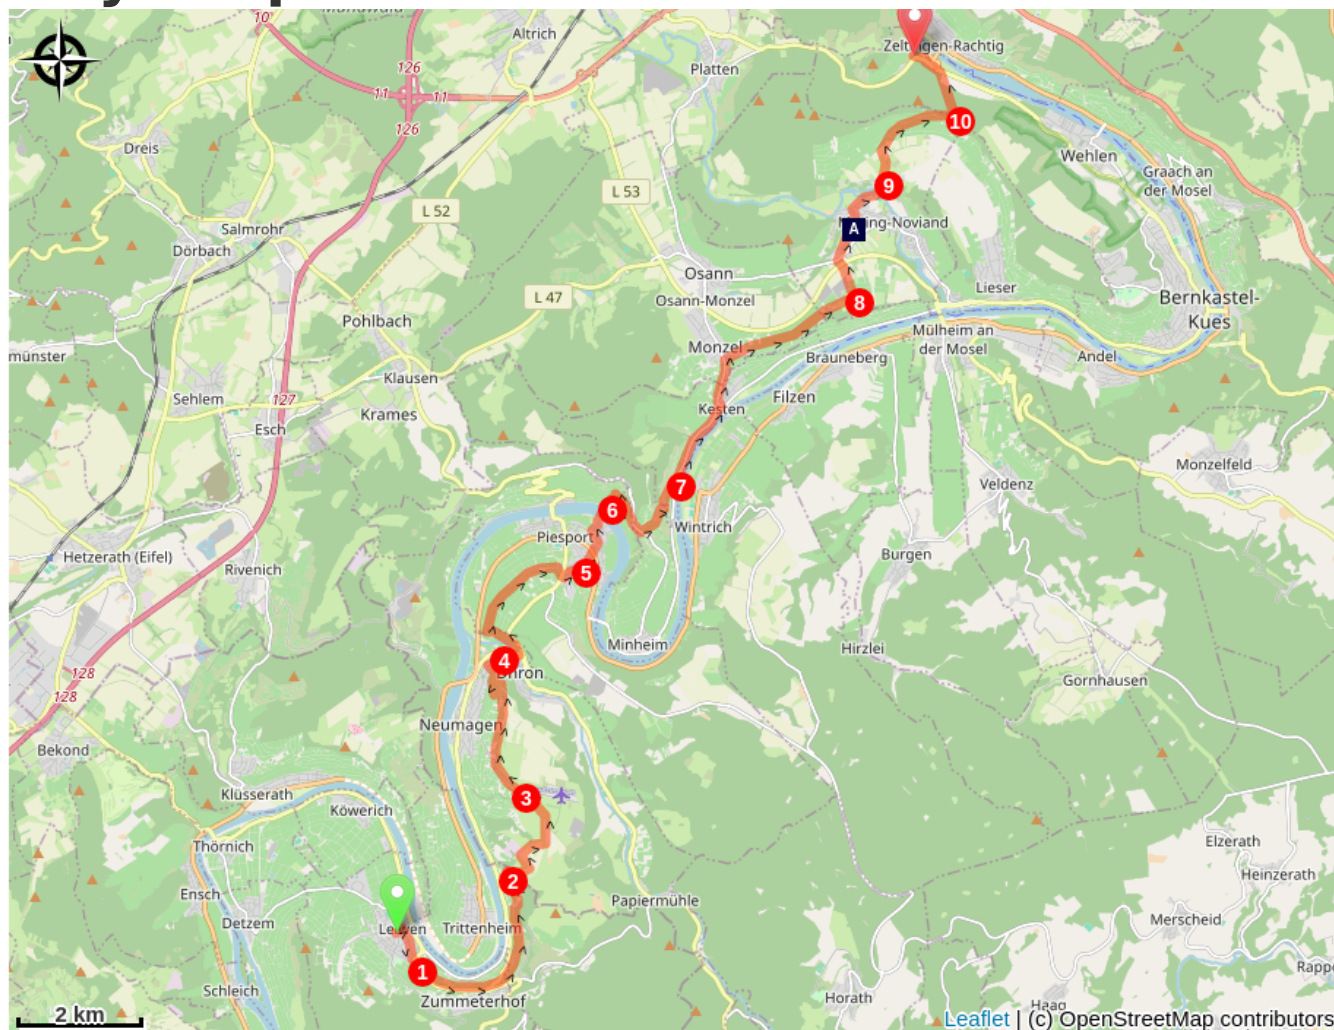 10
Altrich
Zeltingen-Rachtig
126
Platten
11
11
126
10
Dreis
Wehlen
9
Graach an
der Mosel
L 53
L 52
Salmrohr
A
Dörbach
Osann
Lieser
8
L 47
Osann-Monzel
Bernkastel-
Kues
Pohlbach
Mülheim an
der Mosel
münster
Monzel
Brauneberg
Andel
Klausen
Sehlem
127
Filzen
Kesten
Krames
Esch
Monzelfeld
7
Veldenz
6
Wintrich
Piesport
Hetzerath (Eifel)
Burgen
Rivenich
5
Minheim
Hirzlei
4
128
Gornhausen
128
Neumagen
Bekond
Klüsserath
3
Köwerich
Thörnich
Elzerath
2
Heinzerath
Ensch
Papiermühle
Detzem
Trittenheim
Merscheid
1
Schleich
Zummeterhof
Horath
Haag
2 km
Leaflet | (c) OpenStreetMap contributors